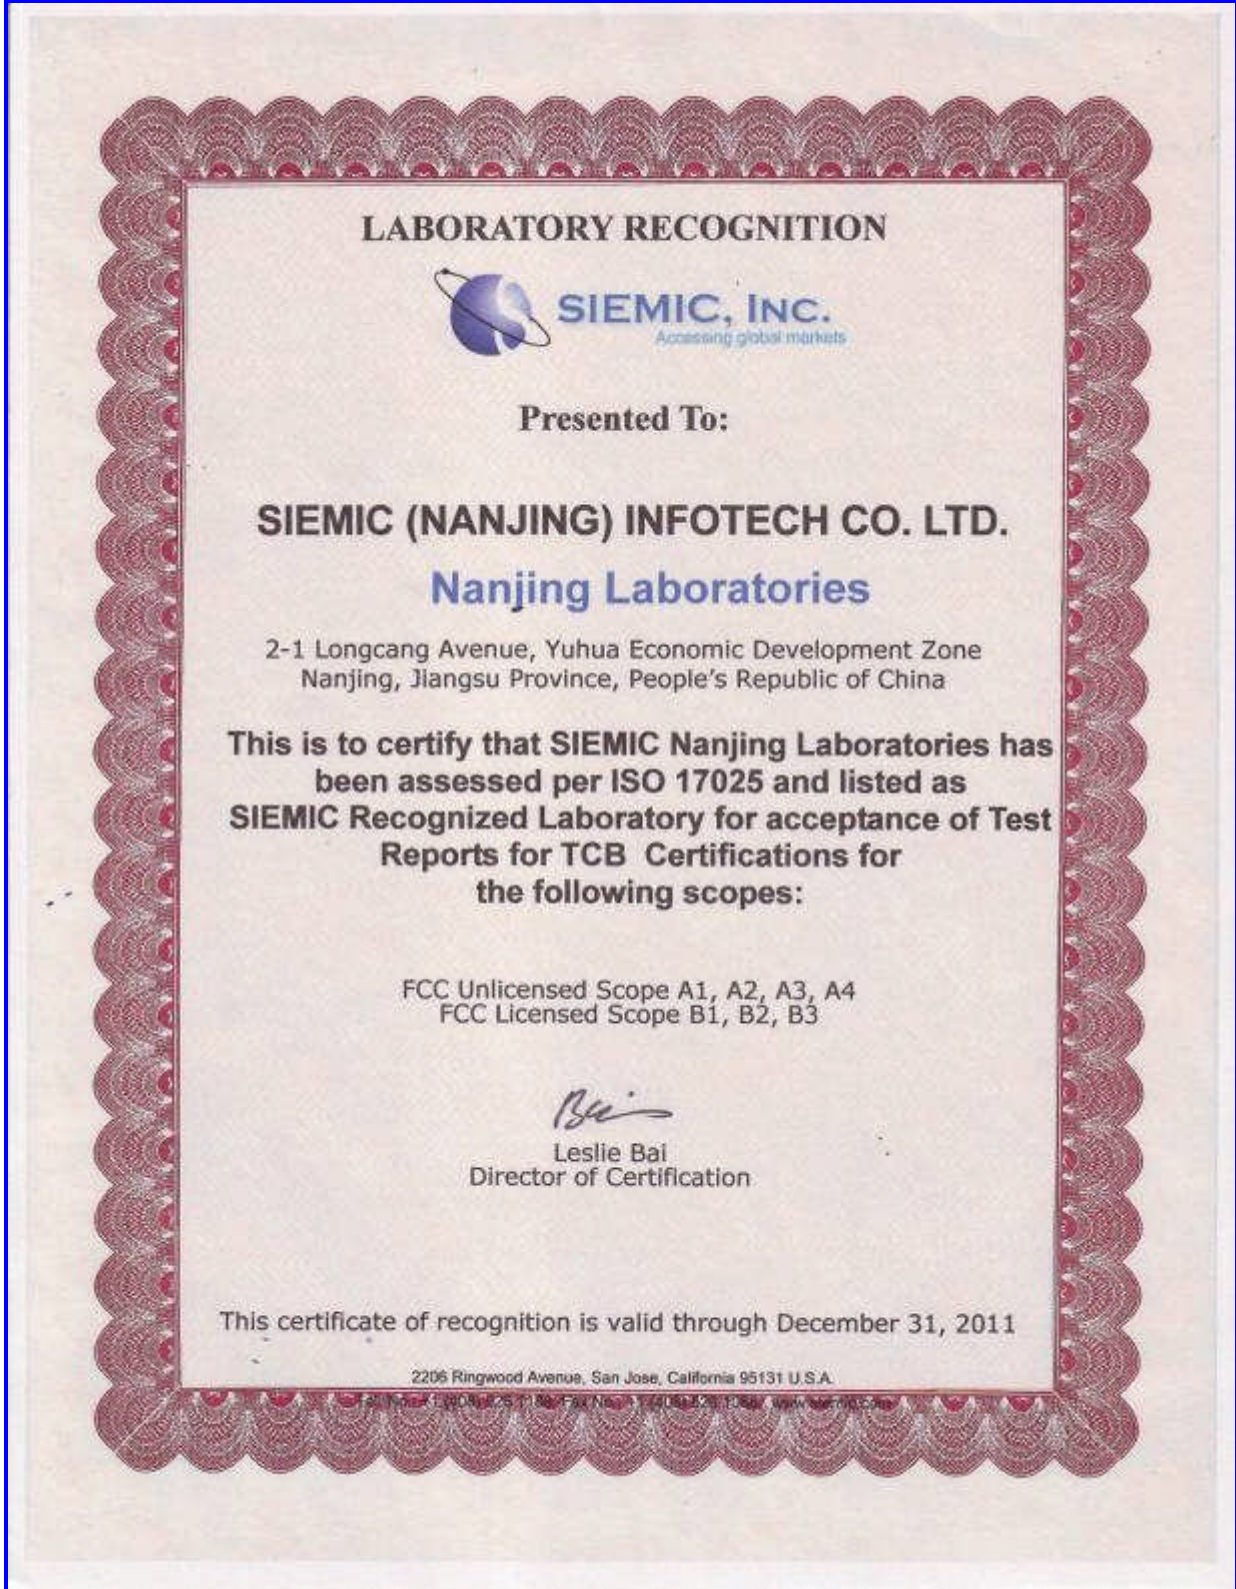 LABORATORY RECOGNITION
SIEMIC, INC.
Accessing global markets
Presented To:
SIEMIC (NANJING) INFOTECH CO. LTD.
Nanjing Laboratories
2-1 Longcang Avenue, Yuhua Economic Development Zone
Nanjing, Jiangsu Province, People's Republic of China
This is to certify that SIEMIC Nanjing Laboratories has
been assessed per ISO 17025 and listed as
SIEMIC Recognized Laboratory for acceptance of Test
Reports for TCB Certifications for
the following scopes:
FCC Unlicensed Scope A1, A2, A3, A4
FCC Licensed Scope B1, B2, B3
Leslie Bai
Director of Certification
This certificate of recognition is valid through December 31, 2011
2206 Ringwood Avenue, San Jose, California 95131 U.S.A.